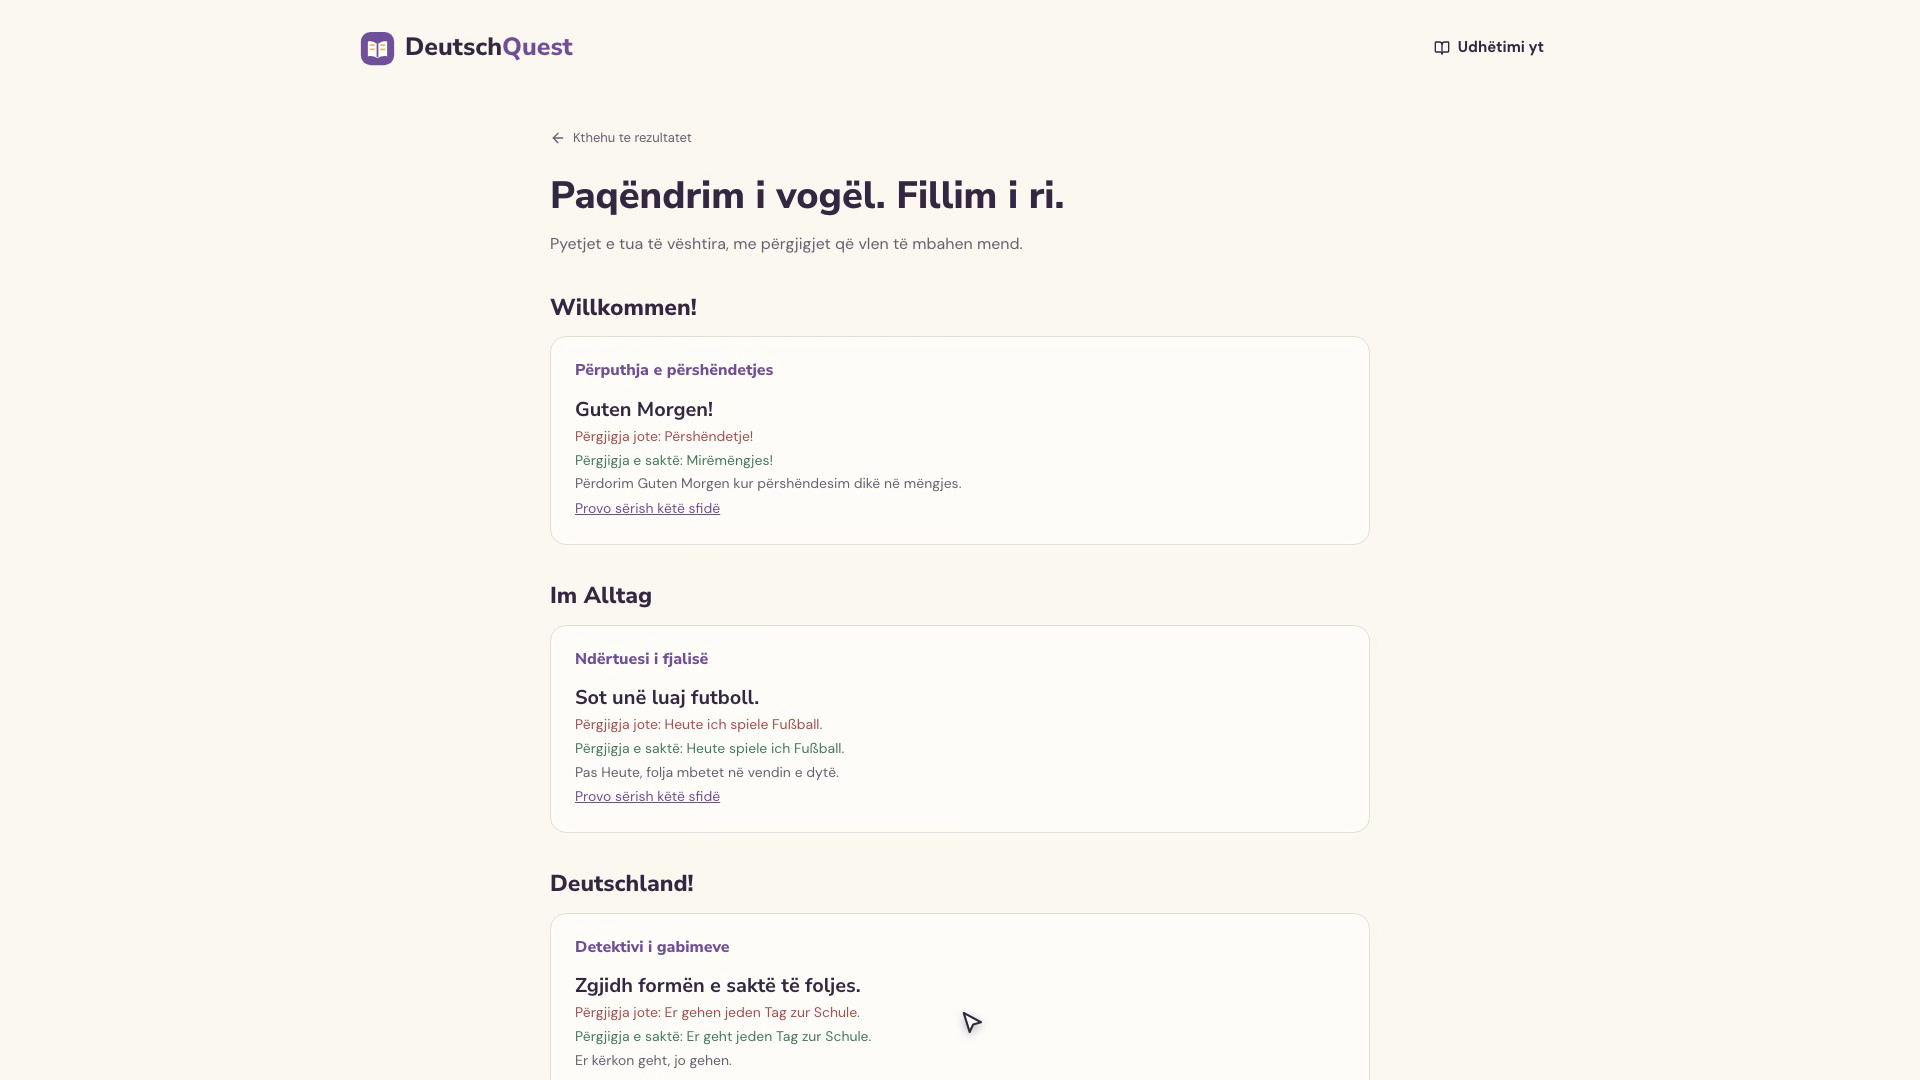 DeutschQuest
Udhëtimi yt
Kthehu te rezultatet
Paqëndrim i vogël. Fillim i ri.
Pyetjet e tua të vështira, me përgjigjet që vlen të mbahen mend.
Willkommen!
Përputhja e përshëndetjes
Guten Morgen!
Përgjigja jote: Përshëndetje!
Përgjigja e saktë: Mirëmëngjes!
Përdorim Guten Morgen kur përshëndesim dikë në mëngjes.
Provo sërish këtë sfidë
Im Alltag
Ndërtuesi i fjalisë
Sot unë luaj futboll.
Përgjigja jote: Heute ich spiele Fußball.
Përgjigja e saktë: Heute spiele ich Fußball.
Pas Heute, folja mbetet në vendin e dytë.
Provo sërish këtë sfidë
Deutschland!
Detektivi i gabimeve
Zgjidh formën e saktë të foljes.
Përgjigja jote: Er gehen jeden Tag zur Schule.
Përgjigja e saktë: Er geht jeden Tag zur Schule.
Er kërkon geht, jo gehen.